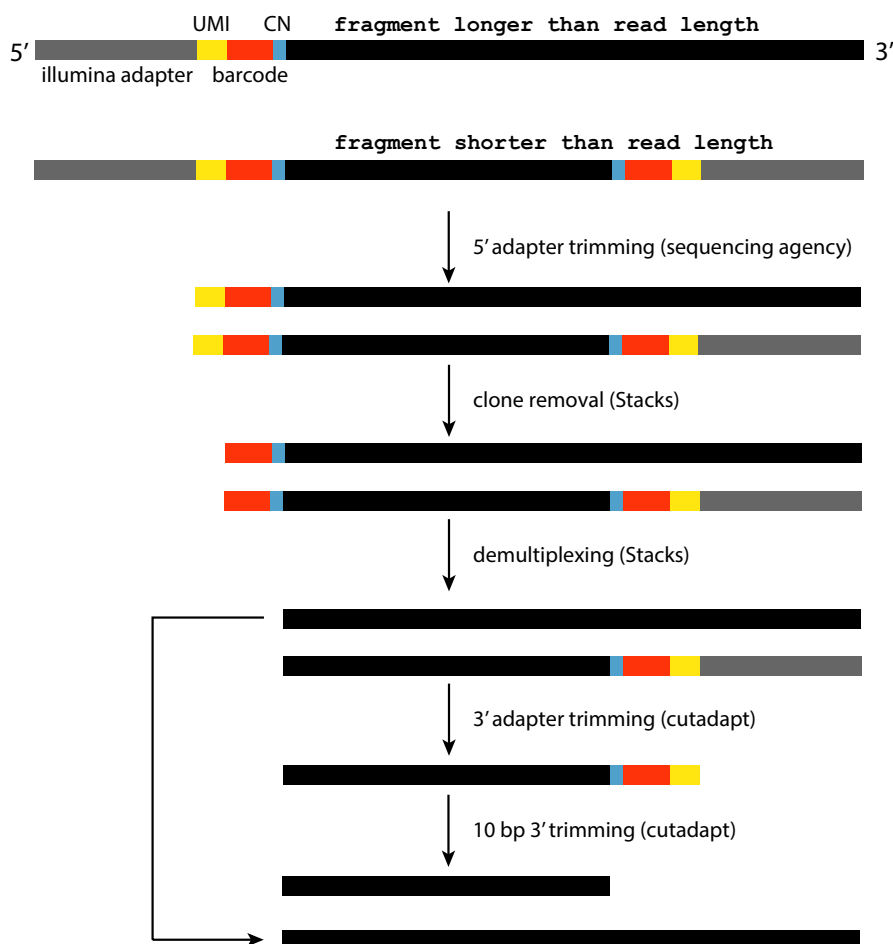 UMI CN fragment longer than read length
5’ 3’
illumina adapter barcode
fragment shorter than read length
5’ adapter trimming (sequencing agency)
clone removal (Stacks)
demultiplexing (Stacks)
3’ adapter trimming (cutadapt)
10 bp 3’ trimming (cutadapt)